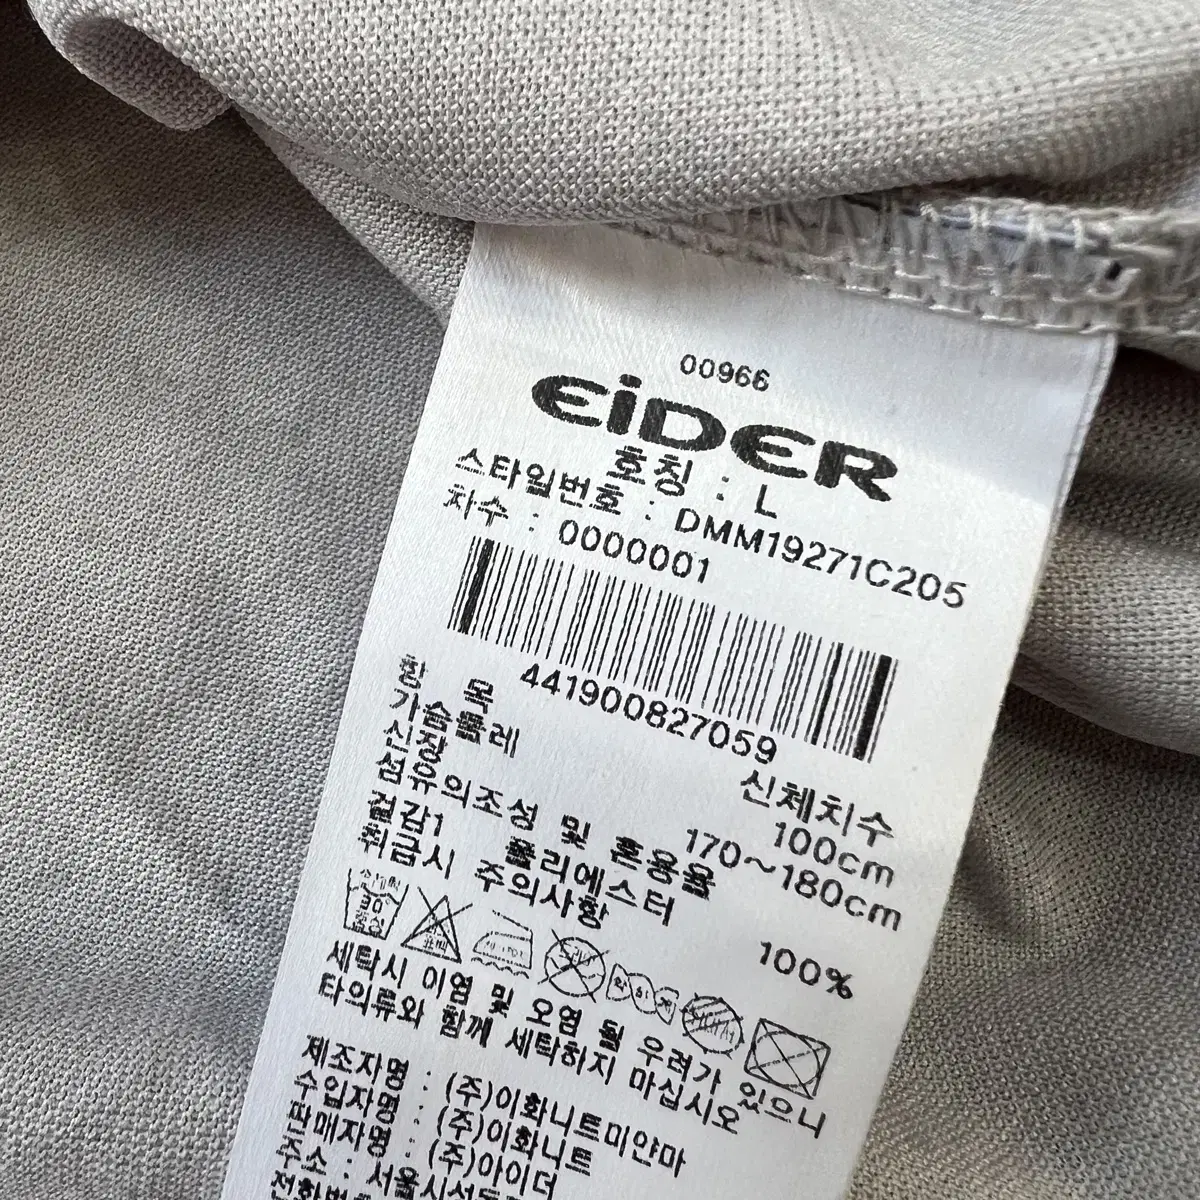 00966
EiDER
호칭 : L
스타일번호 : DMM19271C205
차수 : 0000001
441900827059
항 목 신체치수
가슴둘레 100cm
신장 170~180cm
섬유의조성 및 혼용율
겉감1 폴리에스터 100%
취급시 주의사항
세탁시 이염 및 오염 될 우려가 있으니
타의류와 함께 세탁하지 마십시오
제조자명 : (주)이화니트미얀마
수입자명 : (주)이화니트
판매자명 : (주)아이더
주소 : 서울시